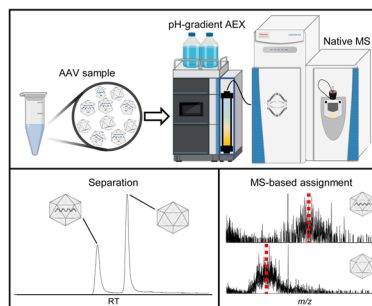 pH-gradient AEX
Native MS
AAV sample
Separation
MS-based assignment
RT
m/z